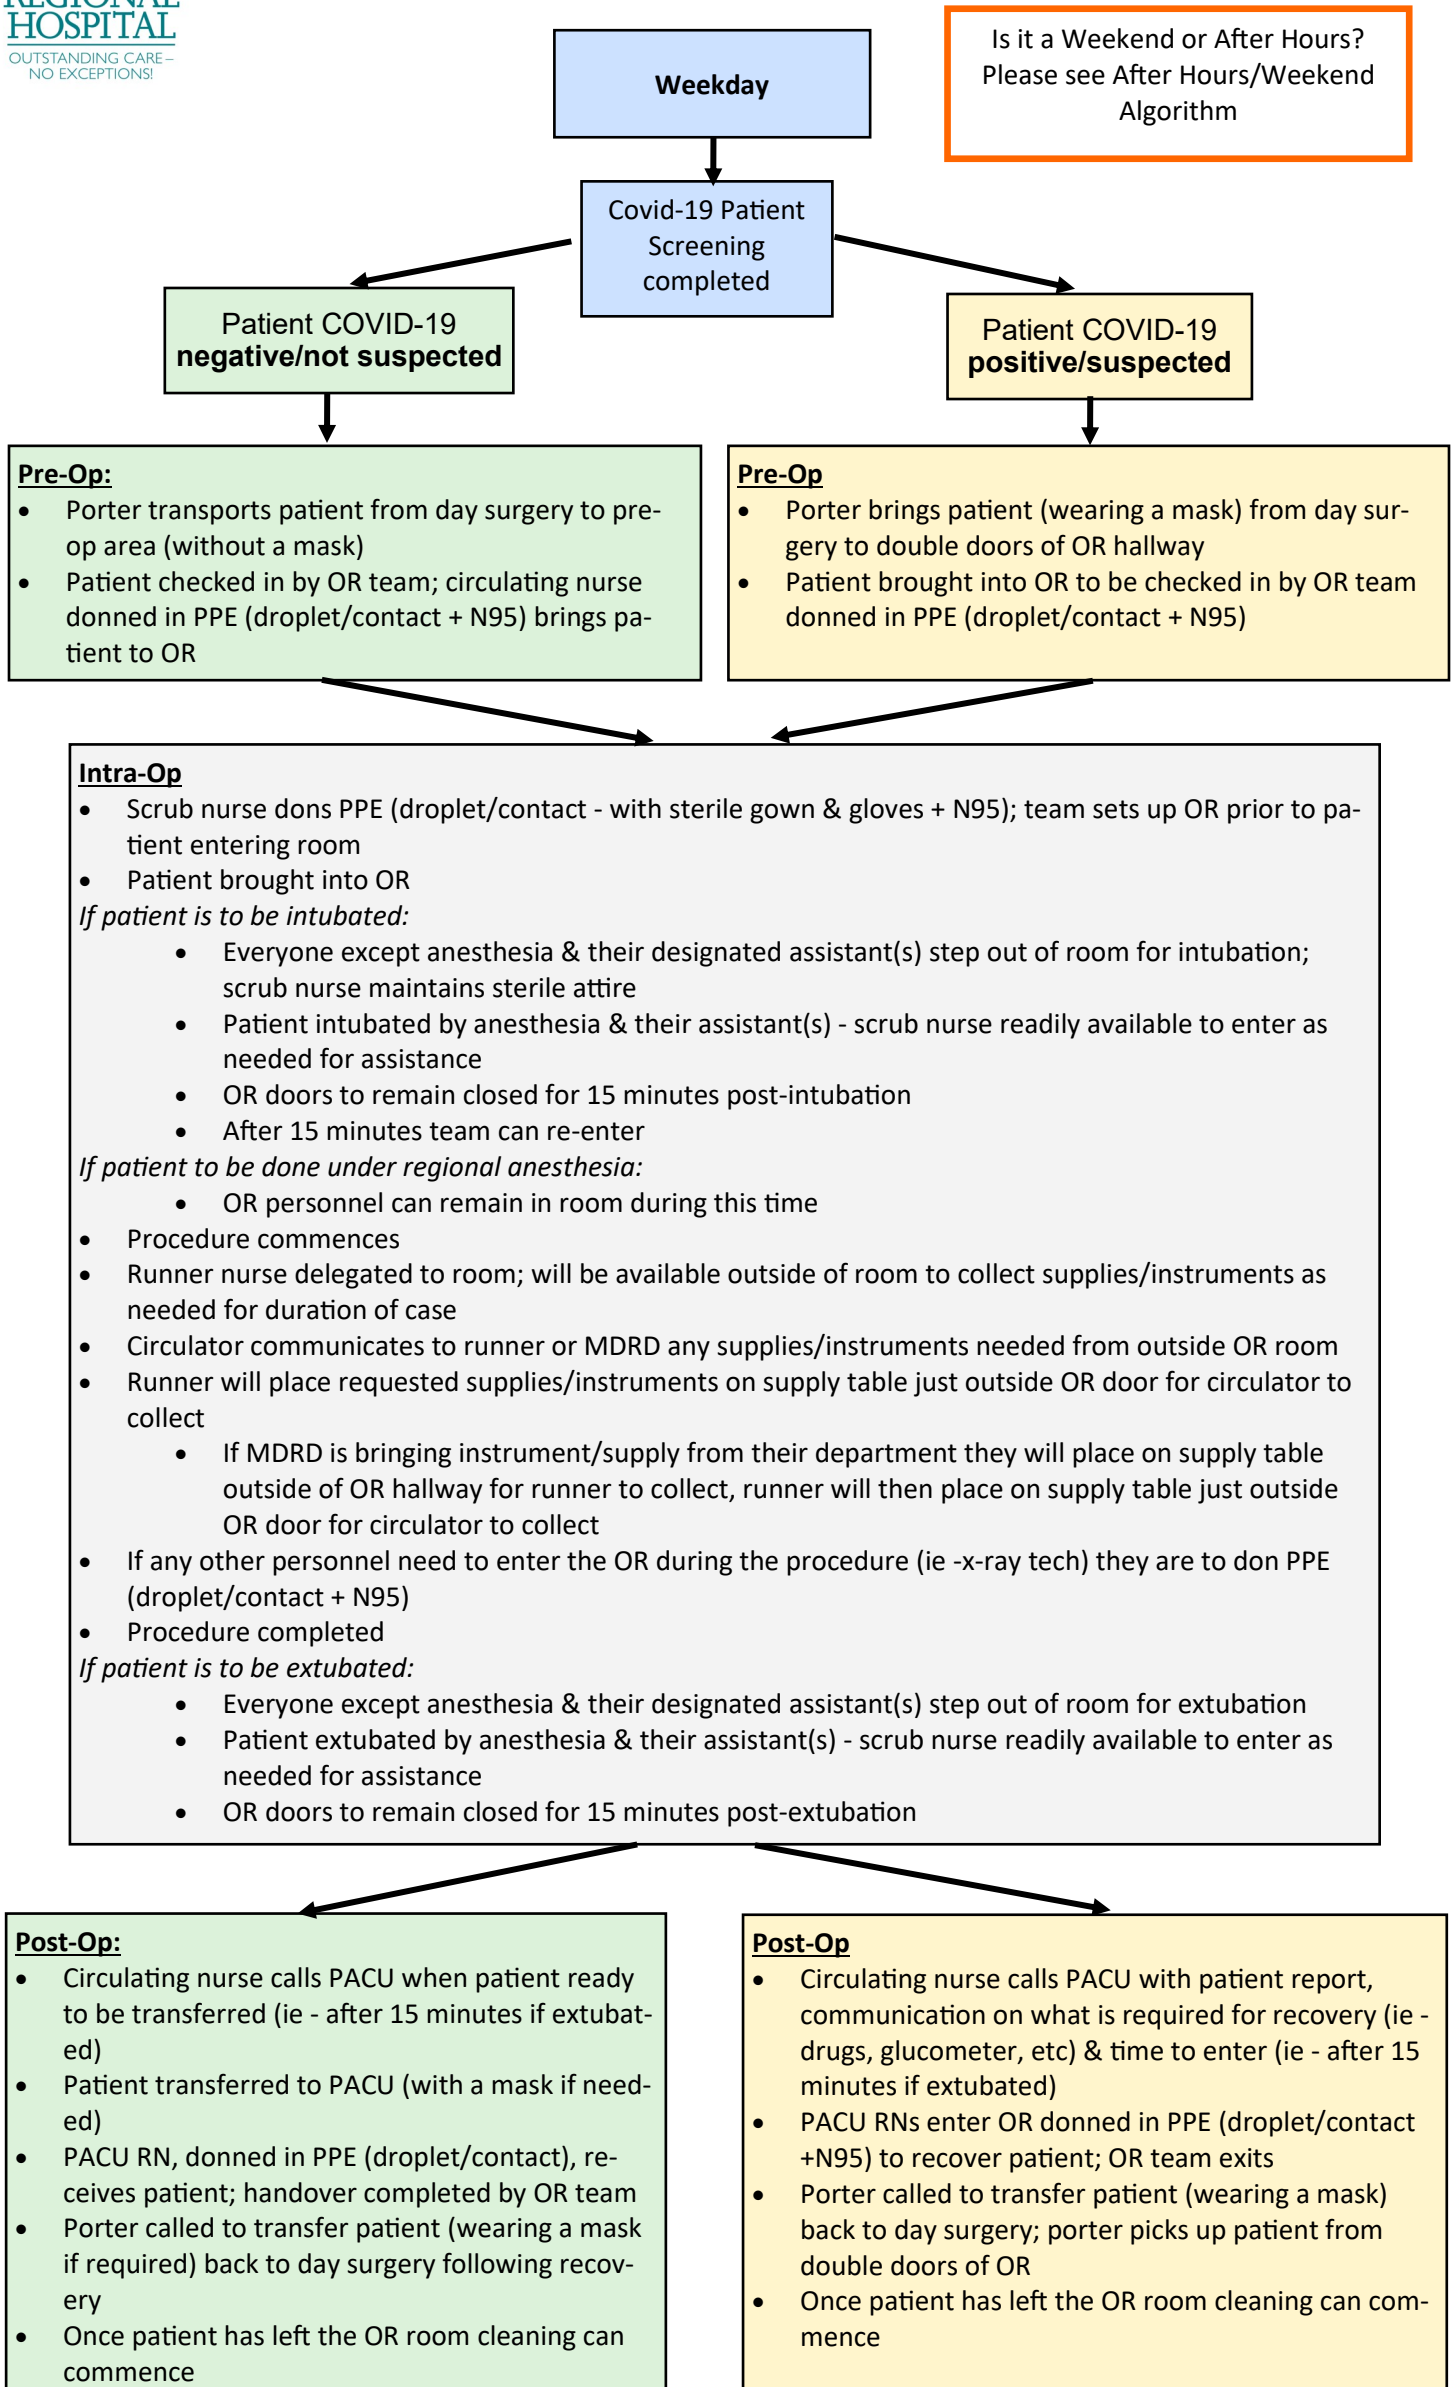 REGIONAL
HOSPITAL
OUTSTANDING CARE–
NO EXCEPTIONS!
Weekday
Is it a Weekend or After Hours?
Please see After Hours/Weekend
Algorithm
Covid-19 Patient
Screening
completed
Patient COVID-19
negative/not suspected
Patient COVID-19
positive/suspected
Pre-Op:
• Porter transports patient from day surgery to pre-
op area (without a mask)
• Patient checked in by OR team; circulating nurse
donned in PPE (droplet/contact + N95) brings pa-
tient to OR
Pre-Op
• Porter brings patient (wearing a mask) from day sur-
gery to double doors of OR hallway
• Patient brought into OR to be checked in by OR team
donned in PPE (droplet/contact + N95)
Intra-Op
• Scrub nurse dons PPE (droplet/contact - with sterile gown & gloves + N95); team sets up OR prior to pa-
tient entering room
• Patient brought into OR
If patient is to be intubated:
• Everyone except anesthesia & their designated assistant(s) step out of room for intubation;
scrub nurse maintains sterile attire
• Patient intubated by anesthesia & their assistant(s) - scrub nurse readily available to enter as
needed for assistance
• OR doors to remain closed for 15 minutes post-intubation
• After 15 minutes team can re-enter
If patient to be done under regional anesthesia:
• OR personnel can remain in room during this time
• Procedure commences
• Runner nurse delegated to room; will be available outside of room to collect supplies/instruments as
needed for duration of case
• Circulator communicates to runner or MDRD any supplies/instruments needed from outside OR room
• Runner will place requested supplies/instruments on supply table just outside OR door for circulator to
collect
• If MDRD is bringing instrument/supply from their department they will place on supply table
outside of OR hallway for runner to collect, runner will then place on supply table just outside
OR door for circulator to collect
• If any other personnel need to enter the OR during the procedure (ie -x-ray tech) they are to don PPE
(droplet/contact + N95)
• Procedure completed
If patient is to be extubated:
• Everyone except anesthesia & their designated assistant(s) step out of room for extubation
• Patient extubated by anesthesia & their assistant(s) - scrub nurse readily available to enter as
needed for assistance
• OR doors to remain closed for 15 minutes post-extubation
Post-Op:
• Circulating nurse calls PACU when patient ready
to be transferred (ie - after 15 minutes if extubat-
ed)
• Patient transferred to PACU (with a mask if need-
ed)
• PACU RN, donned in PPE (droplet/contact), re-
ceives patient; handover completed by OR team
• Porter called to transfer patient (wearing a mask
if required) back to day surgery following recov-
ery
• Once patient has left the OR room cleaning can
commence
Post-Op
• Circulating nurse calls PACU with patient report,
communication on what is required for recovery (ie -
drugs, glucometer, etc) & time to enter (ie - after 15
minutes if extubated)
• PACU RNs enter OR donned in PPE (droplet/contact
+N95) to recover patient; OR team exits
• Porter called to transfer patient (wearing a mask)
back to day surgery; porter picks up patient from
double doors of OR
• Once patient has left the OR room cleaning can com-
mence